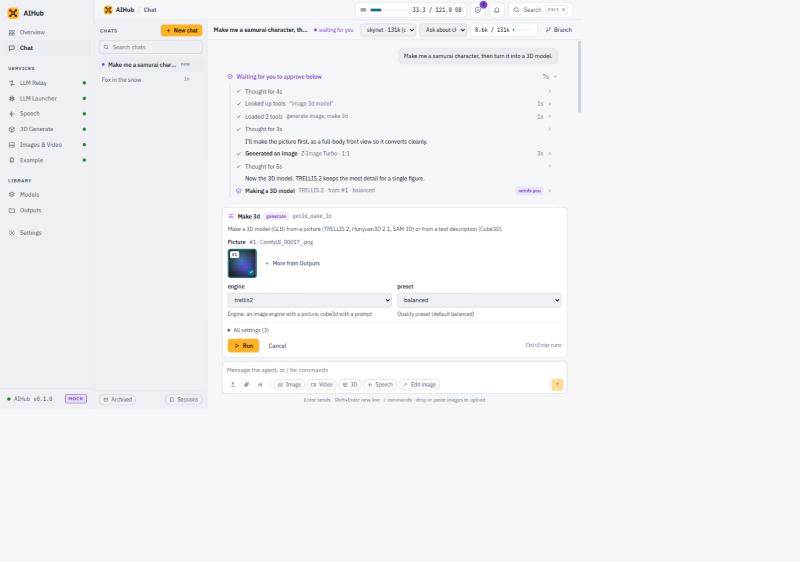 AIHub
Overview
Chat
SERVICES
LLM Relay
LLM Launcher
Speech
3D Generate
Images & Video
Example
LIBRARY
Models
Outputs
Settings
AIHub v0.1.0
MOCK
AIHub / Chat
33.3 / 121.0 GB
Search
CHATS
+ New chat
Search chats
Make me a samurai charac...
now
Fox in the snow
Archived
Sessions
Make me a samurai character, th...
waiting for you
8.6k / 131k
Branch
Make me a samurai character, then turn it into a 3D model.
Waiting for you to approve below
7s
Thought for 4s
Looked up tools "image 3d model"
1s
Loaded 2 tools generate image, make 3d
1s
Thought for 3s
I'll make the picture first, as a full-body front view so it converts cleanly.
Generated an image Z-Image Turbo · 1:1
3s
Thought for 5s
Now the 3D model. TRELLIS.2 keeps the most detail for a single figure.
Making a 3D model TRELLIS.2 · from #1 · balanced
needs you
Make 3d generate gen3d_make_3d
Make a 3D model (GLB) from a picture (TRELLIS.2, Hunyuan3D 2.1, SAM 3D) or from a text description (Cube3D).
Picture #1 · ComfyUI_00017_.png
#1
+ More from Outputs
engine
preset
trellis2
balanced
Engine: an image engine with a picture, cube3d with a prompt
Quality preset (default balanced)
All settings (3)
Run
Cancel
Ctrl+Enter runs
Message the agent, or / for commands
Image
Video
3D
Speech
Edit image
Enter sends · Shift+Enter new line · / commands · drop or paste images to upload